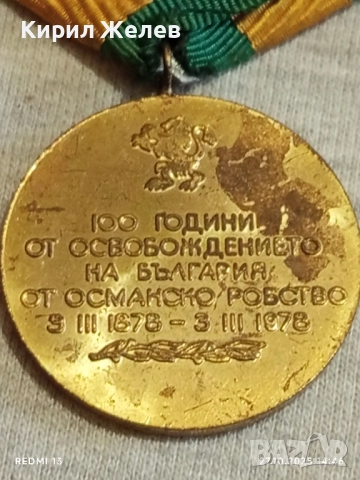 Кирил Желев
100 ГОДИНИ
ОТ ОСВОБОЖДЕНИЕТО
НА БЪЛГАРИЯ
ОТ ОСМАНСКО РОБСТВО
3 III 1878 – 3 III 1978
REDMI 13